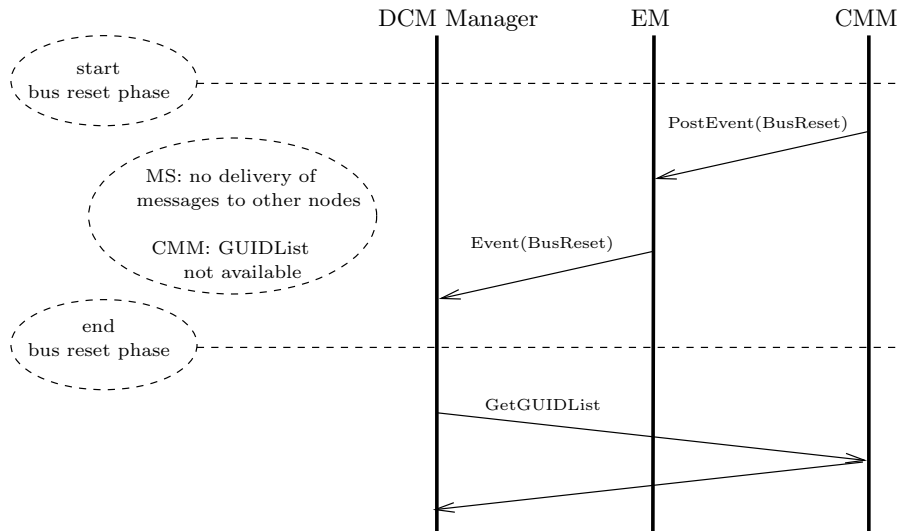 DCM Manager
EM
CMM
start
bus reset phase
PostEvent(BusReset)
MS: no delivery of
messages to other nodes
CMM: GUIDList
not available
Event(BusReset)
end
bus reset phase
GetGUIDList